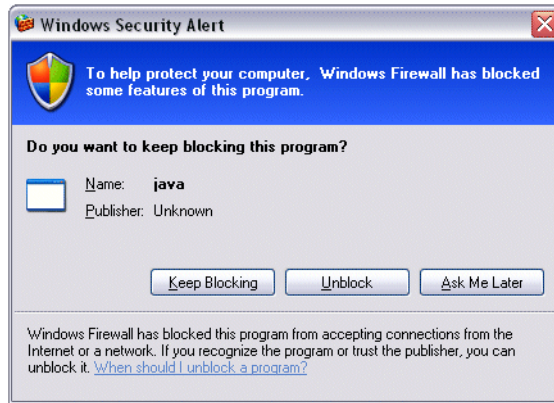 Windows Security Alert
To help protect your computer, Windows Firewall has blocked
some features of this program.
Do you want to keep blocking this program?
Name: java
Publisher: Unknown
Keep Blocking Unblock Ask Me Later
Windows Firewall has blocked this program from accepting connections from the
Internet or a network. If you recognize the program or trust the publisher, you can
unblock it. When should I unblock a program?